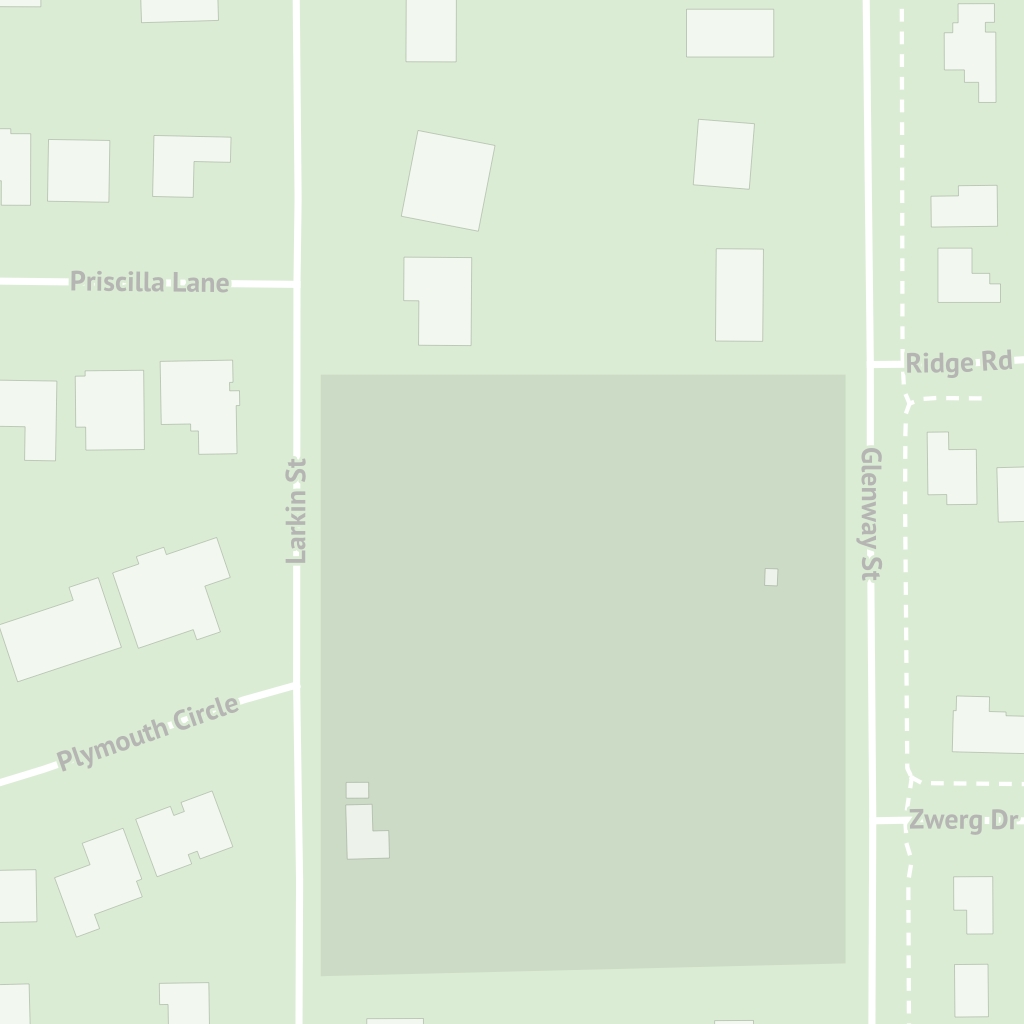 Priscilla Lane
Ridge Rd
Larkin St
Glenway St
Plymouth Circle
Zwerg Dr